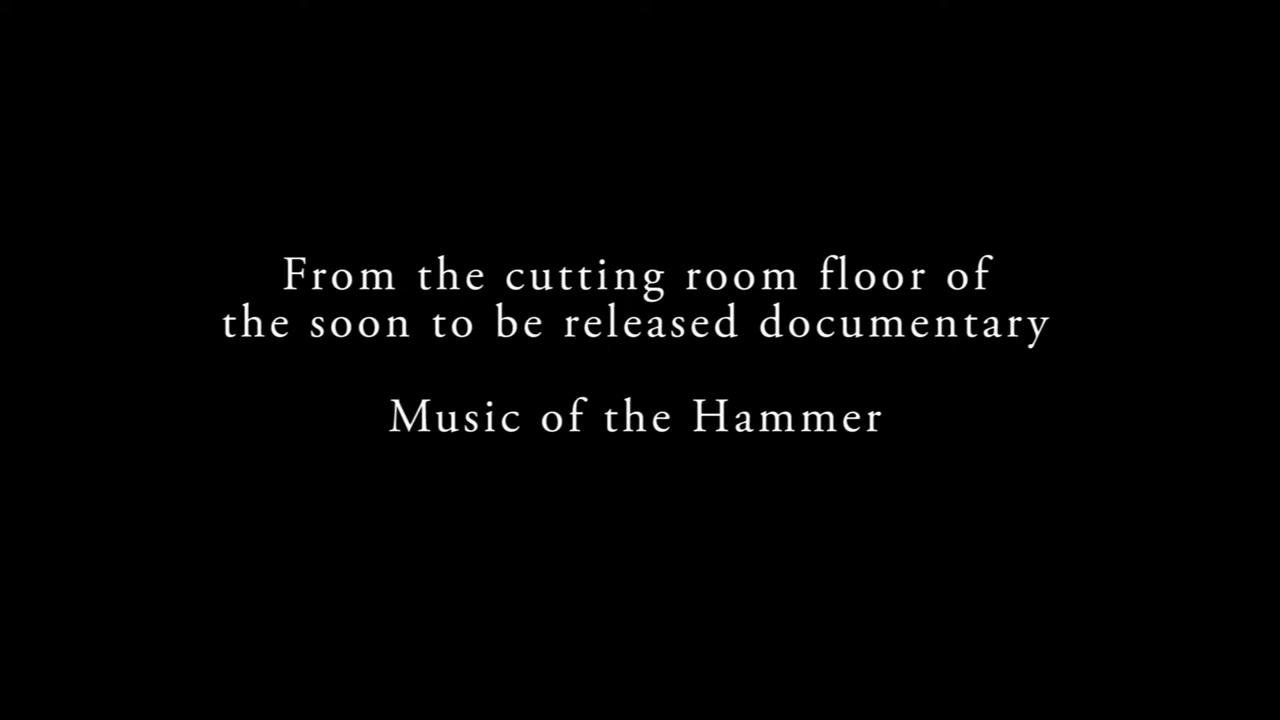 From the cutting room floor of
the soon to be released documentary
Music of the Hammer